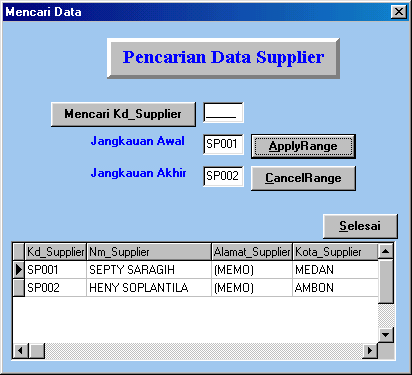 Mencari Data
Pencarian Data Supplier
Mencari Kd_Supplier ____
Jangkauan Awal SP001 ApplyRange
Jangkauan Akhir SP002 CancelRange
Selesai
Kd_Supplier Nm_Supplier Alamat_Supplier Kota_Supplier
SP001 SEPTY SARAGIH (MEMO) MEDAN
SP002 HENY SOPLANTILA (MEMO) AMBON